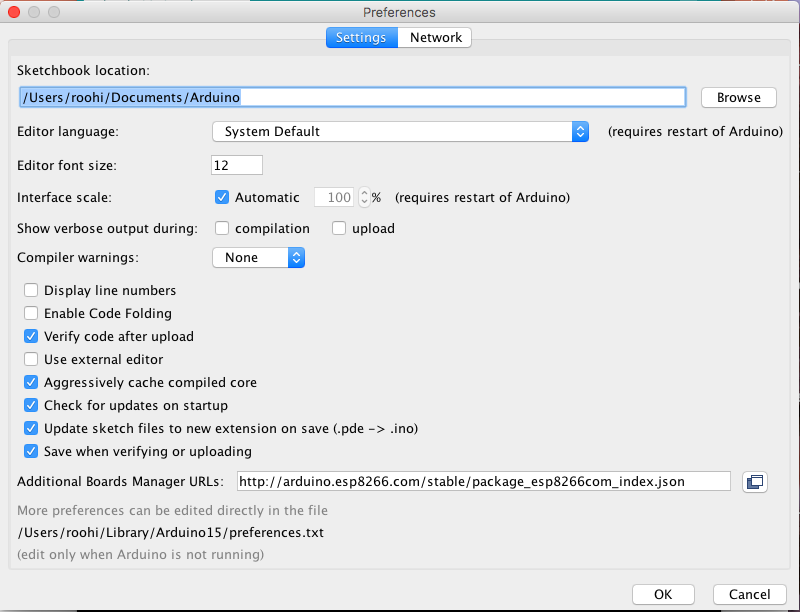 Preferences
Settings Network
Sketchbook location:
/Users/roohi/Documents/Arduino Browse
Editor language: System Default (requires restart of Arduino)
Editor font size: 12
Interface scale: Automatic 100 % (requires restart of Arduino)
Show verbose output during: compilation upload
Compiler warnings: None
Display line numbers
Enable Code Folding
Verify code after upload
Use external editor
Aggressively cache compiled core
Check for updates on startup
Update sketch files to new extension on save (.pde -> .ino)
Save when verifying or uploading
Additional Boards Manager URLs: http://arduino.esp8266.com/stable/package_esp8266com_index.json
More preferences can be edited directly in the file
/Users/roohi/Library/Arduino15/preferences.txt
(edit only when Arduino is not running)
OK Cancel